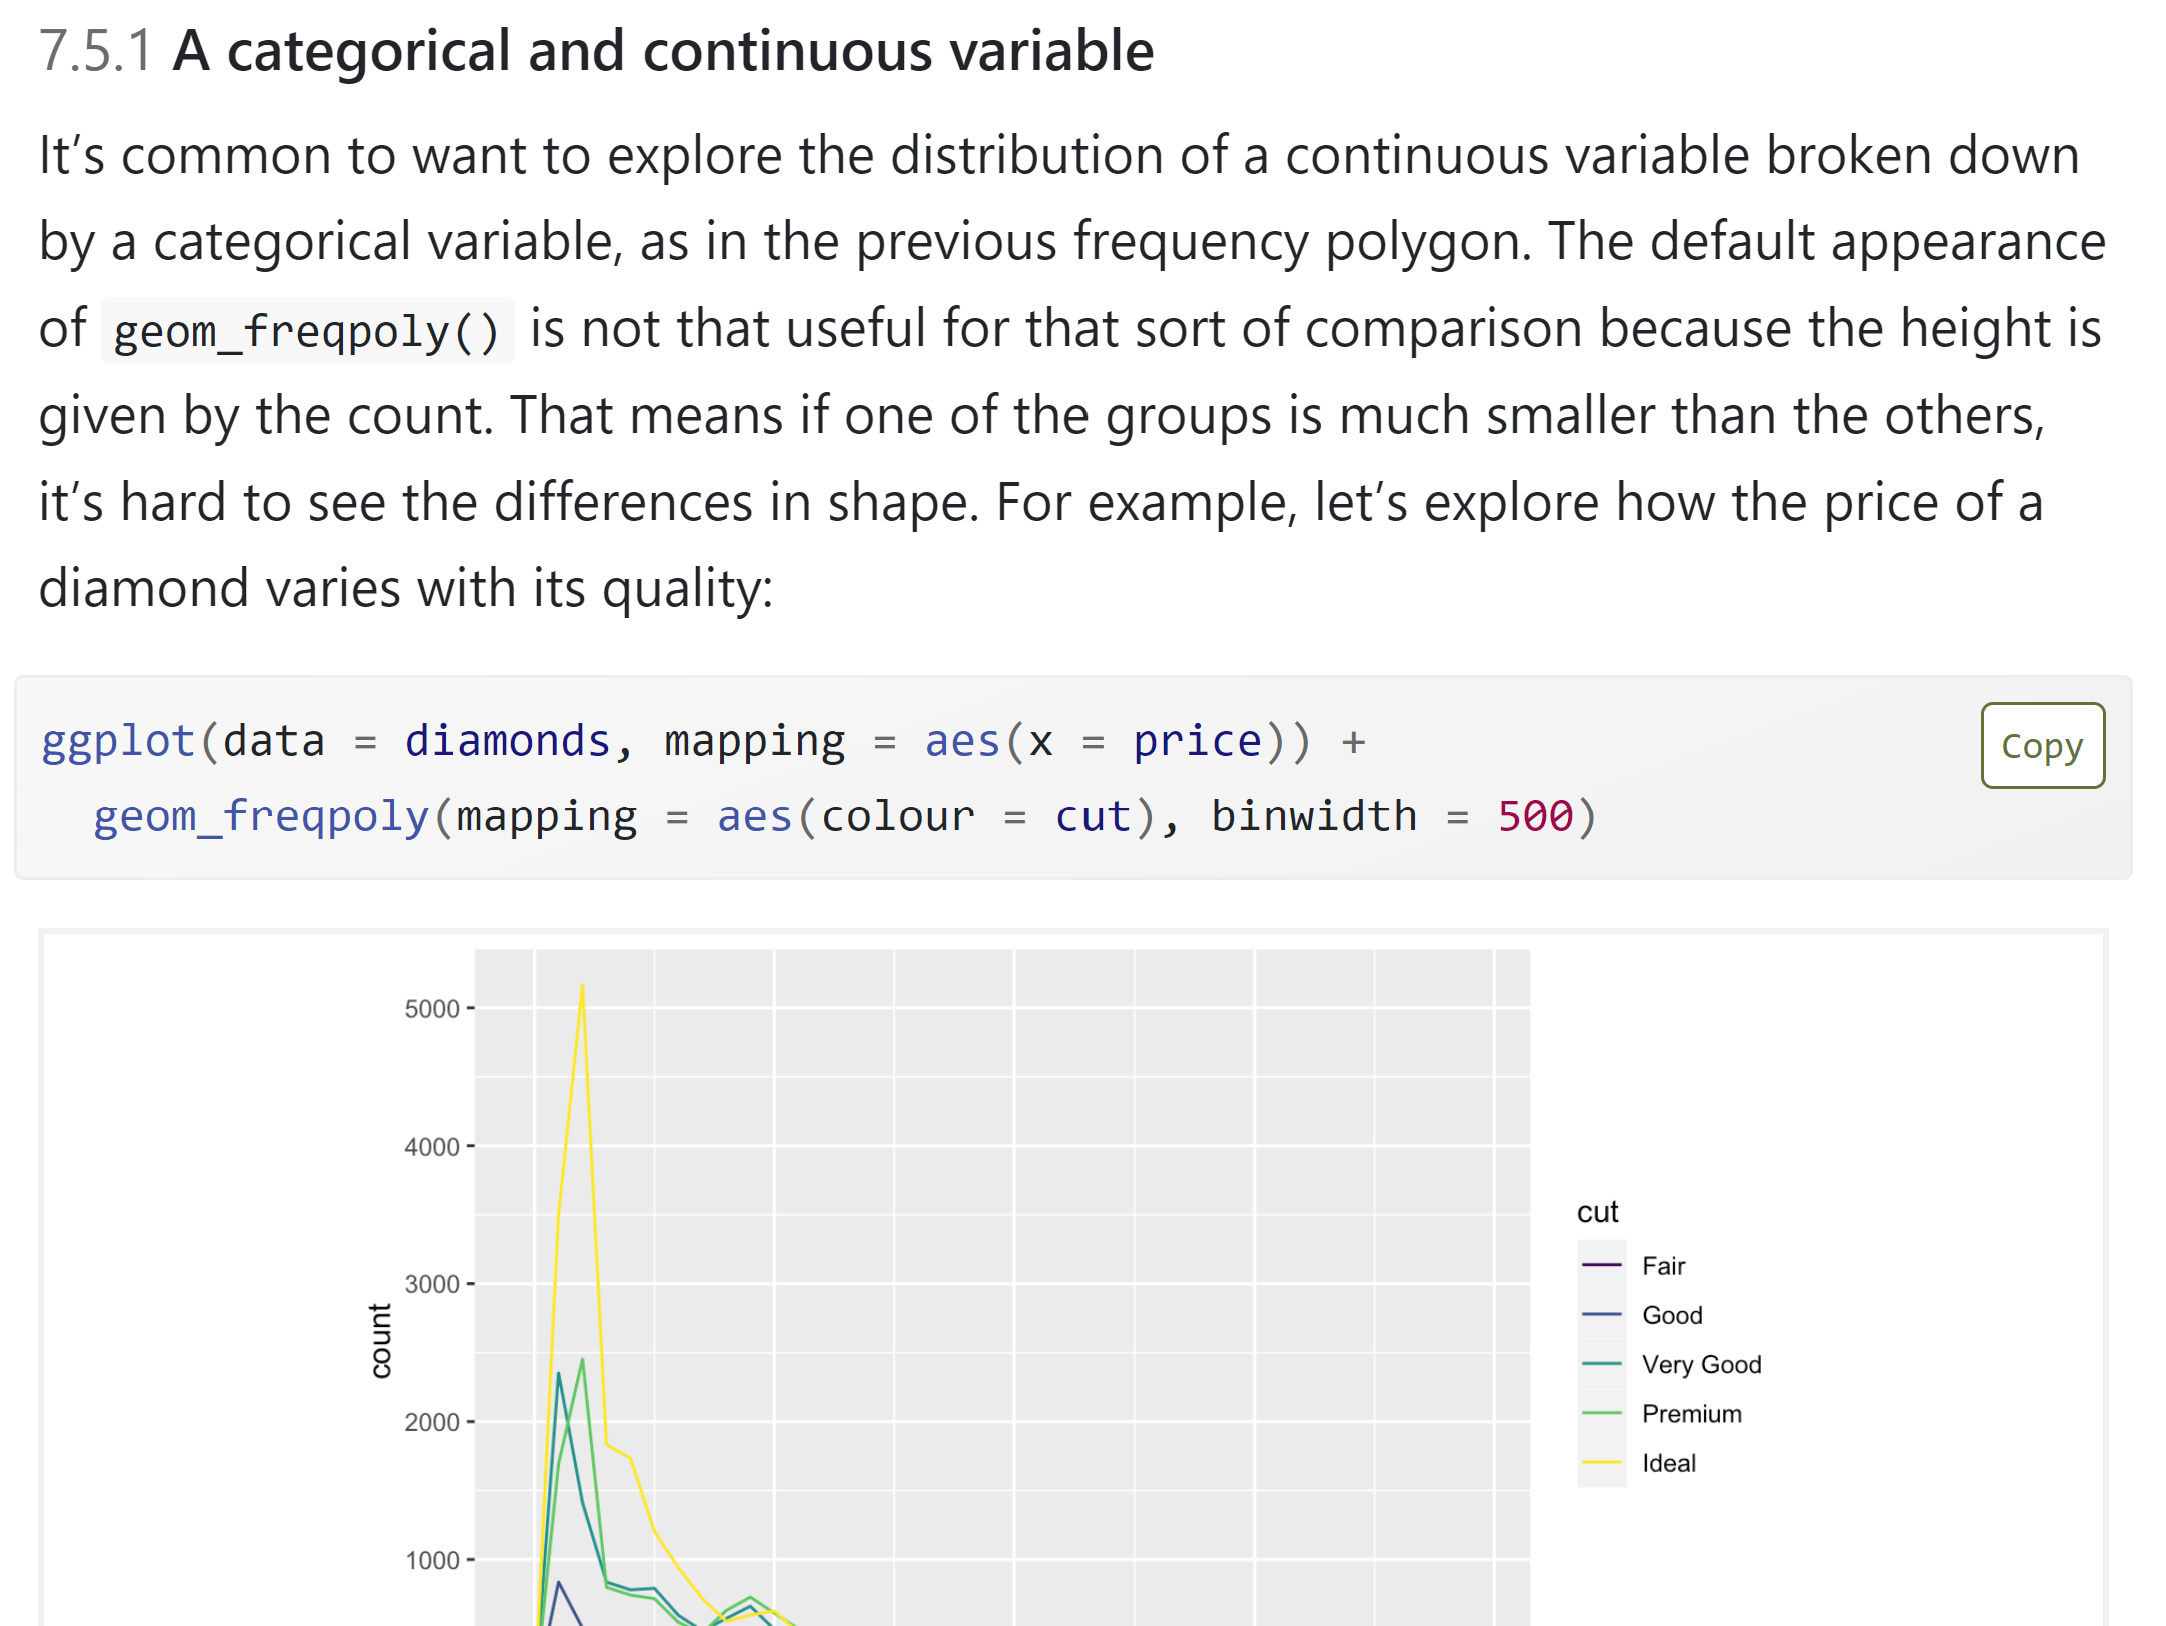 7.5.1 A categorical and continuous variable
It’s common to want to explore the distribution of a continuous variable broken down
by a categorical variable, as in the previous frequency polygon. The default appearance
of geom_freqpoly() is not that useful for that sort of comparison because the height is
given by the count. That means if one of the groups is much smaller than the others,
it’s hard to see the differences in shape. For example, let’s explore how the price of a
diamond varies with its quality:
ggplot(data = diamonds, mapping = aes(x = price)) +
Copy
  geom_freqpoly(mapping = aes(colour = cut), binwidth = 500)
5000
4000
3000
2000
1000
count
cut
Fair
Good
Very Good
Premium
Ideal